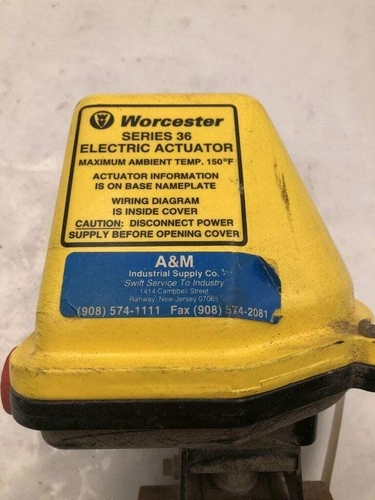 Worcester
SERIES 36
ELECTRIC ACTUATOR
MAXIMUM AMBIENT TEMP. 150°F
ACTUATOR INFORMATION
IS ON BASE NAMEPLATE
WIRING DIAGRAM
IS INSIDE COVER
CAUTION: DISCONNECT POWER
SUPPLY BEFORE OPENING COVER
A&M
Industrial Supply Co.
"Swift Service To Industry"
1414 Campbell Street
Rahway, New Jersey 07065
(908) 574-1111 Fax (908) 574-2081